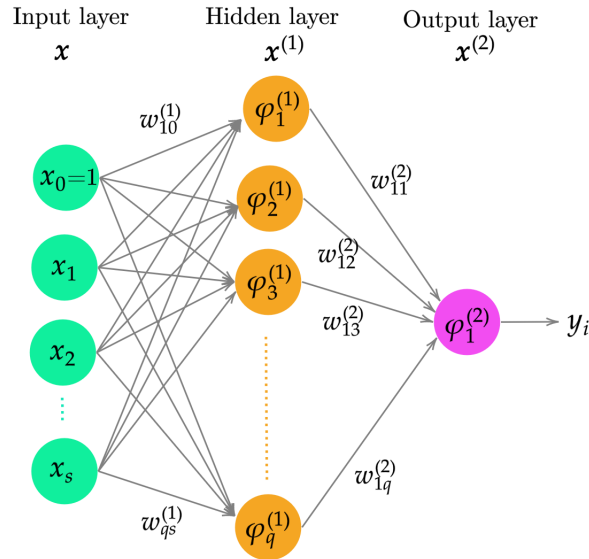 Input layer
x
Hidden layer
x^(1)
Output layer
x^(2)
w_10^(1)
φ_1^(1)
x_0=1
w_11^(2)
φ_2^(1)
w_12^(2)
x_1
φ_3^(1)
w_13^(2)
φ_1^(2)
y_i
x_2
x_s
w_1q^(2)
w_qs^(1)
φ_q^(1)